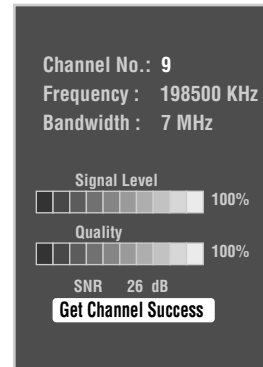 Channel No.: 9
Frequency : 198500 KHz
Bandwidth : 7 MHz
Signal Level
100%
Quality
100%
SNR 26 dB
Get Channel Success